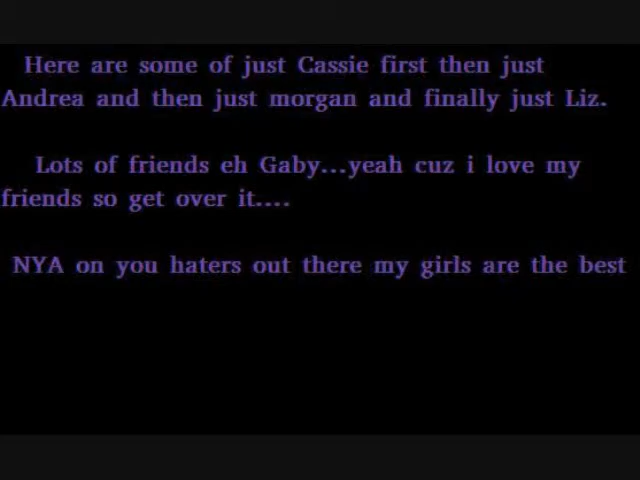 Here are some of just Cassie first then just
Andrea and then just morgan and finally just Liz.
Lots of friends eh Gaby...yeah cuz i love my
friends so get over it....
NYA on you haters out there my girls are the best